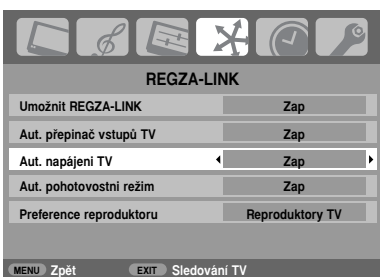 REGZA-LINK
Umožnit REGZA-LINK Zap
Aut. přepinač vstupů TV Zap
Aut. napájeni TV Zap
Aut. pohotovostni režim Zap
Preference reproduktoru Reproduktory TV
MENU Zpět EXIT Sledování TV